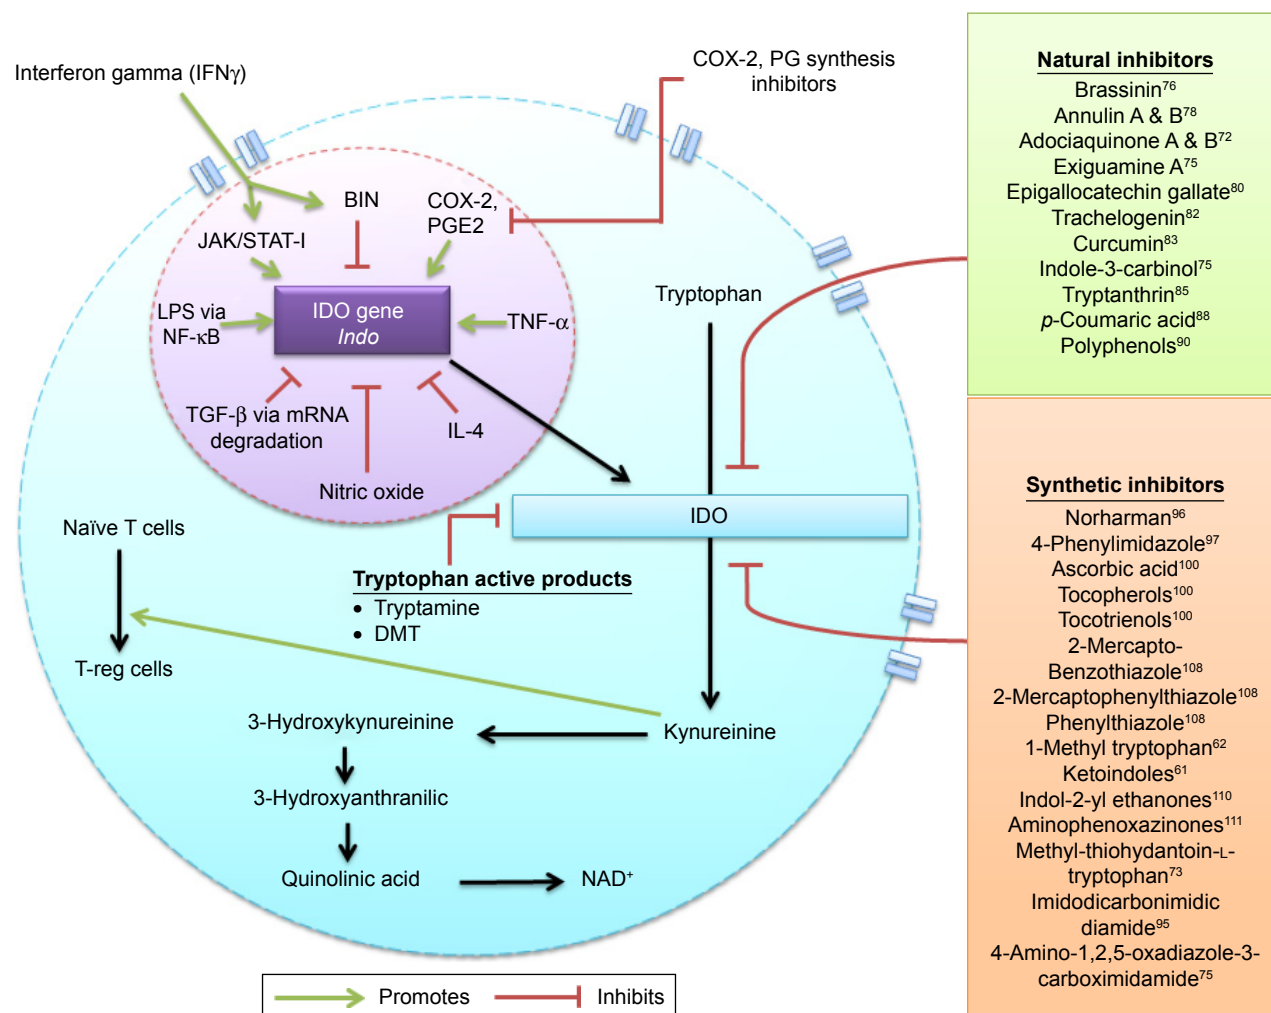 Interferon gamma (IFNγ)
COX-2, PG synthesis
inhibitors
BIN
COX-2,
PGE2
JAK/STAT-I
LPS via
NF-κB
IDO gene
Indo
TNF-α
TGF-β via mRNA
degradation
IL-4
Nitric oxide
Tryptophan
IDO
Naïve T cells
T-reg cells
Tryptophan active products
• Tryptamine
• DMT
Kynureinine
3-Hydroxykynureinine
3-Hydroxyanthranilic
Quinolinic acid
NAD⁺
Promotes
Inhibits
Natural inhibitors
Brassinin⁷⁶
Annulin A & B⁷⁸
Adociaquinone A & B⁷²
Exiguamine A⁷⁵
Epigallocatechin gallate⁸⁰
Trachelogenin⁸²
Curcumin⁸³
Indole-3-carbinol⁷⁵
Tryptanthrin⁸⁵
p-Coumaric acid⁸⁸
Polyphenols⁹⁰
Synthetic inhibitors
Norharman⁹⁶
4-Phenylimidazole⁹⁷
Ascorbic acid¹⁰⁰
Tocopherols¹⁰⁰
Tocotrienols¹⁰⁰
2-Mercapto-
Benzothiazole¹⁰⁸
2-Mercaptophenylthiazole¹⁰⁸
Phenylthiazole¹⁰⁸
1-Methyl tryptophan⁶²
Ketoindoles⁶¹
Indol-2-yl ethanones¹¹⁰
Aminophenoxazinones¹¹¹
Methyl-thiohydantoin-L-
tryptophan⁷³
Imidodicarbonimidic
diamide⁹⁵
4-Amino-1,2,5-oxadiazole-3-
carboximidamide⁷⁵